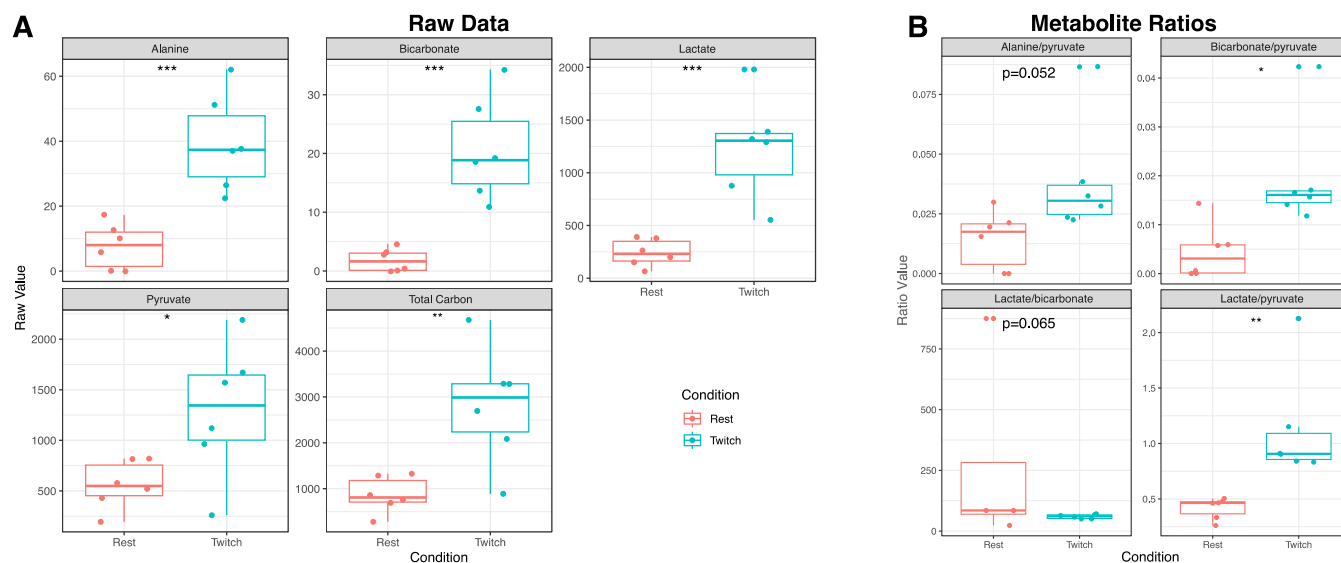 A
Raw Data
Alanine
Bicarbonate
Lactate
***
***
***
60
40
20
0
30
20
10
0
2000
1500
1000
500
0
Rest
Twitch
Pyruvate
Total Carbon
*
**
2000
1500
1000
500
4000
3000
2000
1000
Rest
Twitch
Rest
Twitch
Raw Value
Condition
Condition
Rest
Twitch
B
Metabolite Ratios
Alanine/pyruvate
Bicarbonate/pyruvate
p=0.052
*
0.075
0.050
0.025
0.000
0.04
0.03
0.02
0.01
0.00
Lactate/bicarbonate
Lactate/pyruvate
p=0.065
**
750
500
250
0
2,0
1.5
1.0
0.5
Rest
Twitch
Rest
Twitch
Ratio Value
Condition